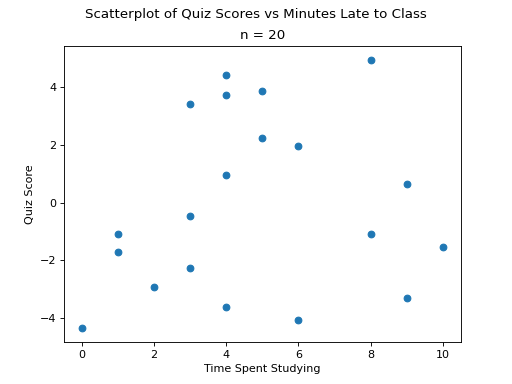 Scatterplot of Quiz Scores vs Minutes Late to Class
n = 20
4
2
0
−2
−4
Quiz Score
0 2 4 6 8 10
Time Spent Studying